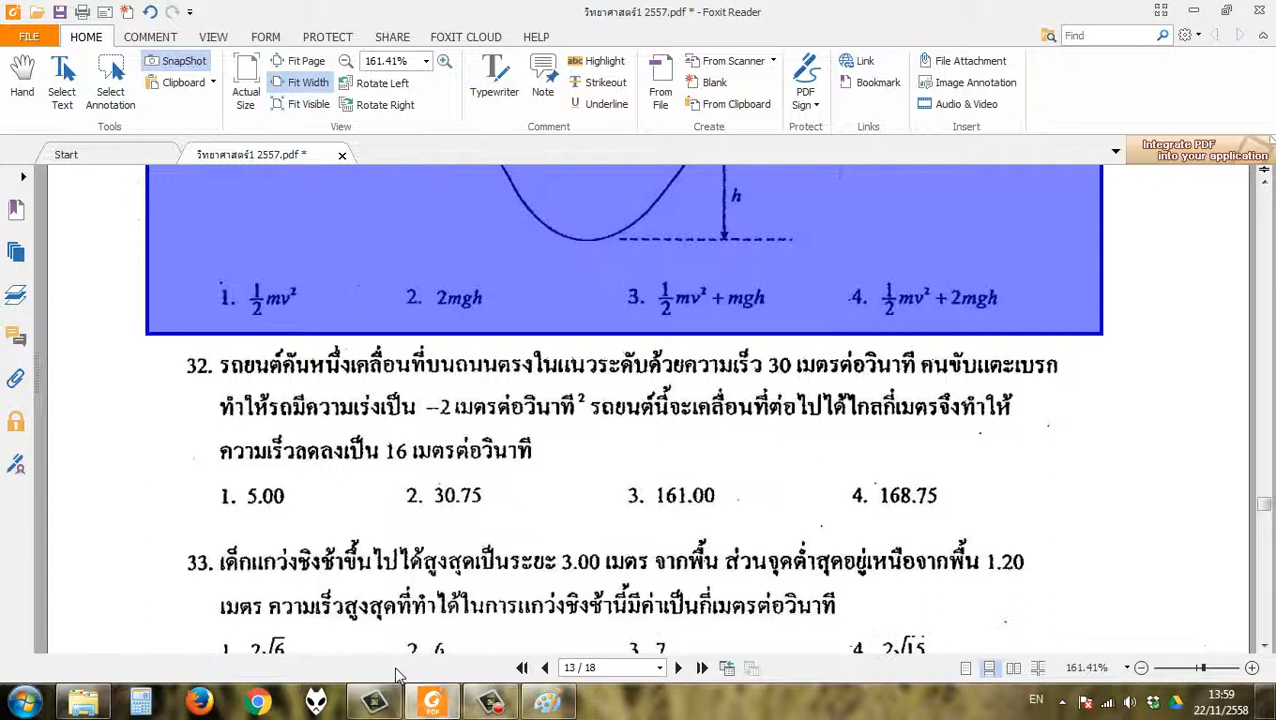 วิทยาศาสตร์1 2557.pdf * - Foxit Reader
FILE HOME COMMENT VIEW FORM PROTECT SHARE FOXIT CLOUD HELP
Find
Hand
Select Text
Select Annotation
SnapShot
Clipboard
Tools
Actual Size
Fit Page
Fit Width
Fit Visible
161.41%
Rotate Left
Rotate Right
View
Typewriter
Note
Highlight
Strikeout
Underline
Comment
From File
From Scanner
Blank
From Clipboard
Create
PDF Sign
Protect
Link
Bookmark
Links
File Attachment
Image Annotation
Audio & Video
Insert
Start
วิทยาศาสตร์1 2557.pdf *
Integrate PDF
into your application
h
1. ½mv² 2. 2mgh 3. ½mv² + mgh 4. ½mv² + 2mgh
32. รถยนต์คันหนึ่งเคลื่อนที่บนถนนตรงในแนวระดับด้วยความเร็ว 30 เมตรต่อวินาที คนขับแตะเบรก
ทำให้รถมีความเร่งเป็น –2 เมตรต่อวินาที² รถยนต์นี้จะเคลื่อนที่ต่อไปได้ไกลกี่เมตรจึงทำให้
ความเร็วลดลงเป็น 16 เมตรต่อวินาที
1. 5.00 2. 30.75 3. 161.00 4. 168.75
33. เด็กแกว่งชิงช้าขึ้นไปได้สูงสุดเป็นระยะ 3.00 เมตร จากพื้น ส่วนจุดต่ำสุดอยู่เหนือจากพื้น 1.20
เมตร ความเร็วสูงสุดที่ทำได้ในการแกว่งชิงช้านี้มีค่าเป็นกี่เมตรต่อวินาที
1. 2√6 2. 6 3. 7 4. 2√15
13 / 18
161.41%
EN
13:59
22/11/2558